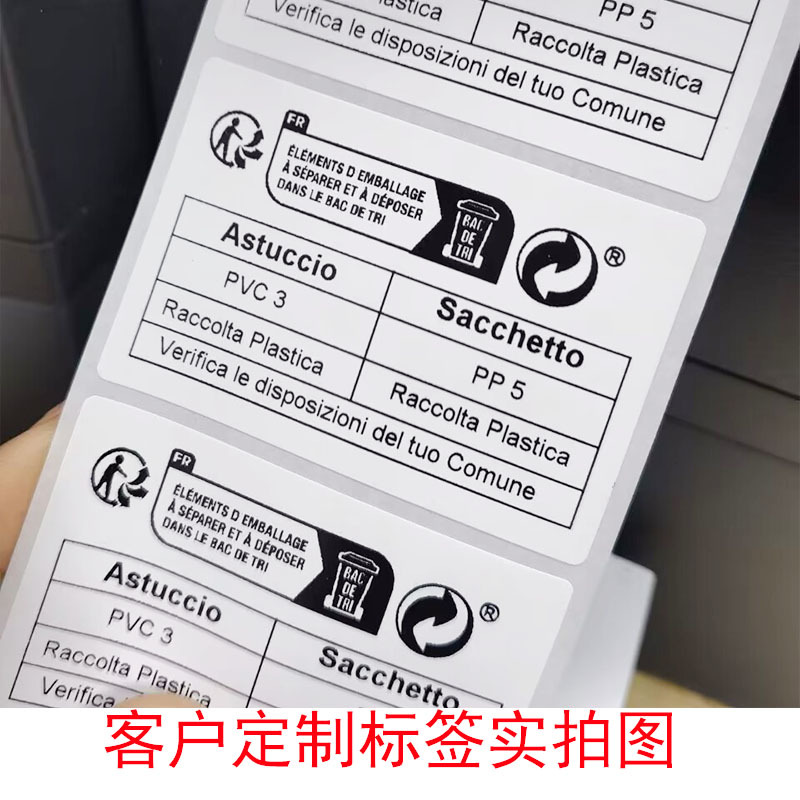 Plastica
PP 5
Raccolta Plastica
Verifica le disposizioni del tuo Comune
FR
ÉLÉMENTS D EMBALLAGE
À SÉPARER ET À DÉPOSER
DANS LE BAC DE TRI
BAC
DE
TRI
®
Astuccio
Sacchetto
PVC 3
PP 5
Raccolta Plastica
Raccolta Plastica
Verifica le disposizioni del tuo Comune
FR
ÉLÉMENTS D EMBALLAGE
À SÉPARER ET À DÉPOSER
DANS LE BAC DE TRI
BAC
DE
TRI
®
Astuccio
Sacchetto
PVC 3
Raccolta Plastica
Verifica
客户定制标签实拍图